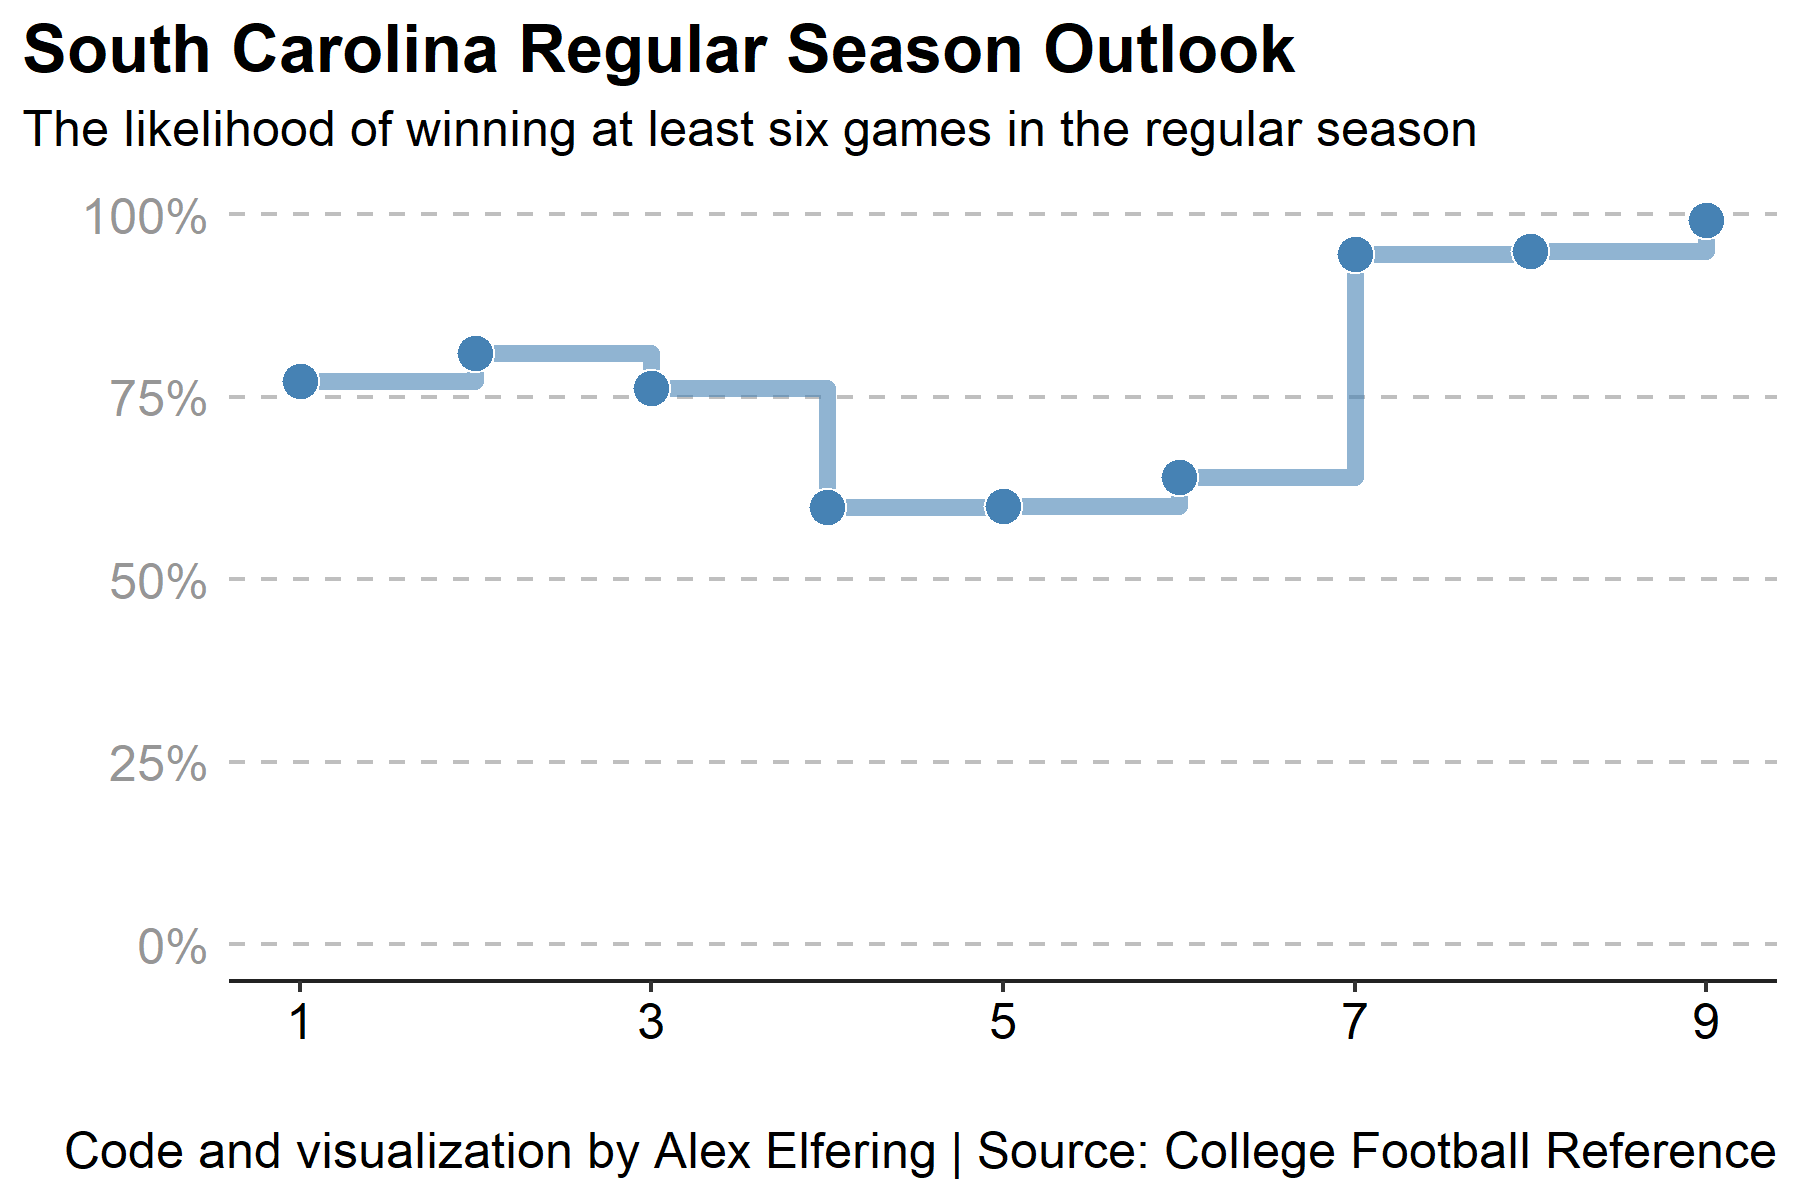 South Carolina Regular Season Outlook
The likelihood of winning at least six games in the regular season
100%
75%
50%
25%
0%
1 3 5 7 9
Code and visualization by Alex Elfering | Source: College Football Reference